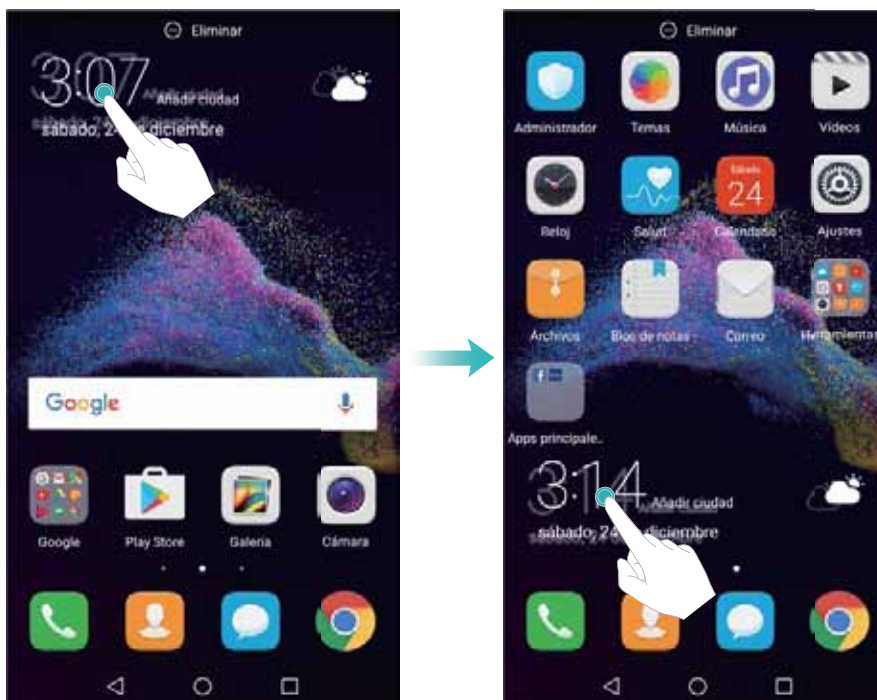 Eliminar
3:07
Añadir ciudad
sábado, 24 diciembre
Google
Google
Play Store
Galería
Cámara
Eliminar
Administrador
Temas
Música
Vídeos
Reloj
Salud
Sábado
24
Calendario
Ajustes
Archivos
Bloc de notas
Correo
Herramientas
Apps principale..
3:14
Añadir ciudad
sábado, 24 diciembre